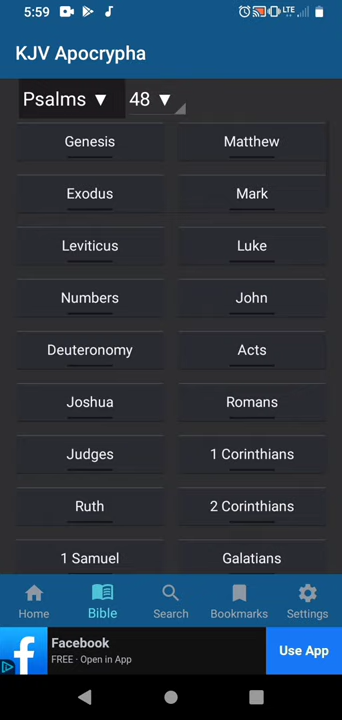 5:59
LTE
KJV Apocrypha
Psalms ▼ 48 ▼
Genesis Matthew
Exodus Mark
Leviticus Luke
Numbers John
Deuteronomy Acts
Joshua Romans
Judges 1 Corinthians
Ruth 2 Corinthians
1 Samuel Galatians
Home Bible Search Bookmarks Settings
Facebook
FREE · Open in App
Use App